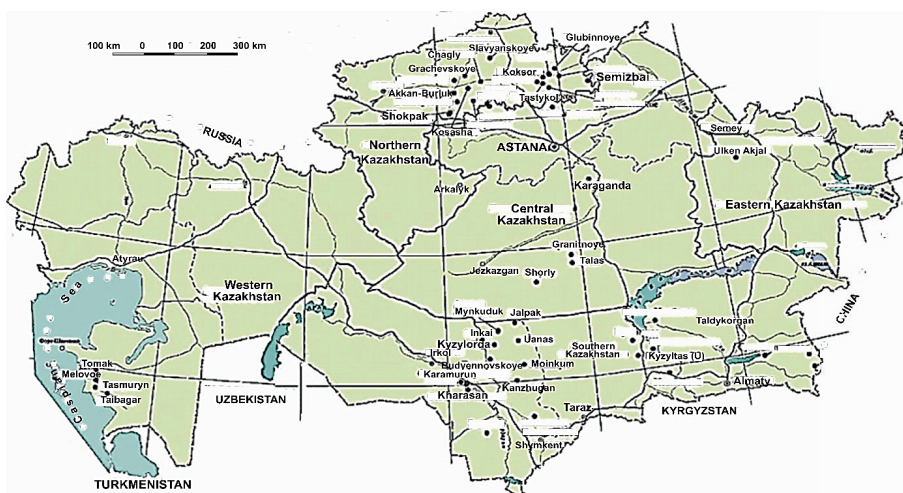 100 km 0 100 200 300 km
Glubinnoye
Slavyanskoye
Chagly
Grachevskoye
Koksor
Semizbai
Akkan-Burluk
Taslykol
Shokpak
Kosasha
RUSSIA
Semey
Northern
Kazakhstan
ASTANA
Ulken Akjal
Arkalyk
Karaganda
Central
Kazakhstan
Eastern Kazakhstan
Granitnoye
Atyrau
Talas
Jezkazgan
Shorly
Western
Kazakhstan
CHINA
Caspian Sea
Mynkuduk
Jalpak
Taldykorgan
Inkai
Kyzylorda
Uanas
Southern
Kazakhstan
Irkol
Kyzyltas (U)
Tomak
Budyennovskoye
Moinkum
Melovoe
Karamurun
Tasmuryn
Kanzhugan
Almaty
Taibagar
Kharasan
UZBEKISTAN
Taraz
KYRGYZSTAN
Shymkent
TURKMENISTAN